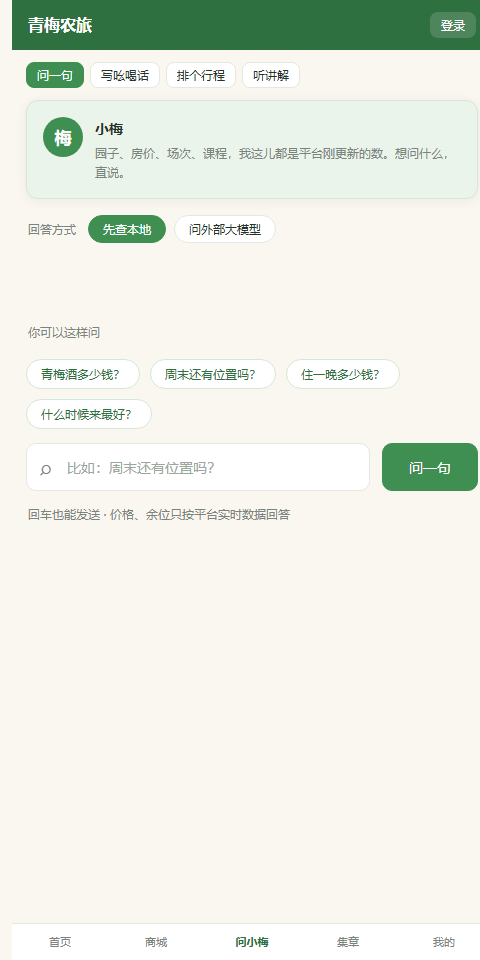 青梅农旅
登录
问一句
写吆喝话
排个行程
听讲解
梅
小梅
园子、房价、场次、课程，我这儿都是平台刚更新的数。想问什么，
直说。
回答方式
先查本地
问外部大模型
你可以这样问
青梅酒多少钱？
周末还有位置吗？
住一晚多少钱？
什么时候来最好？
比如：周末还有位置吗？
问一句
回车也能发送 · 价格、余位只按平台实时数据回答
首页
商城
问小梅
集章
我的